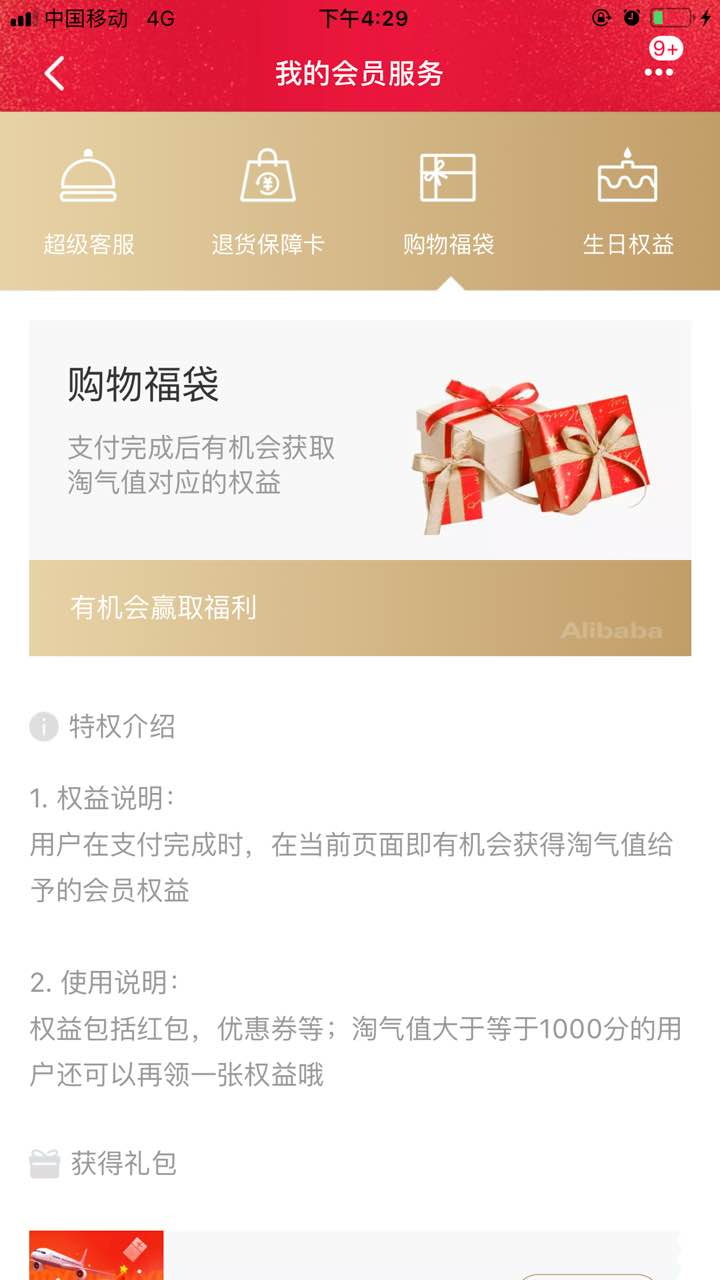 中国移动 4G 下午4:29
9+
我的会员服务
超级客服 退货保障卡 购物福袋 生日权益
购物福袋
支付完成后有机会获取
淘气值对应的权益
有机会赢取福利
Alibaba
特权介绍
1. 权益说明：
用户在支付完成时，在当前页面即有机会获得淘气值给
予的会员权益
2. 使用说明：
权益包括红包，优惠券等；淘气值大于等于1000分的用
户还可以再领一张权益哦
获得礼包